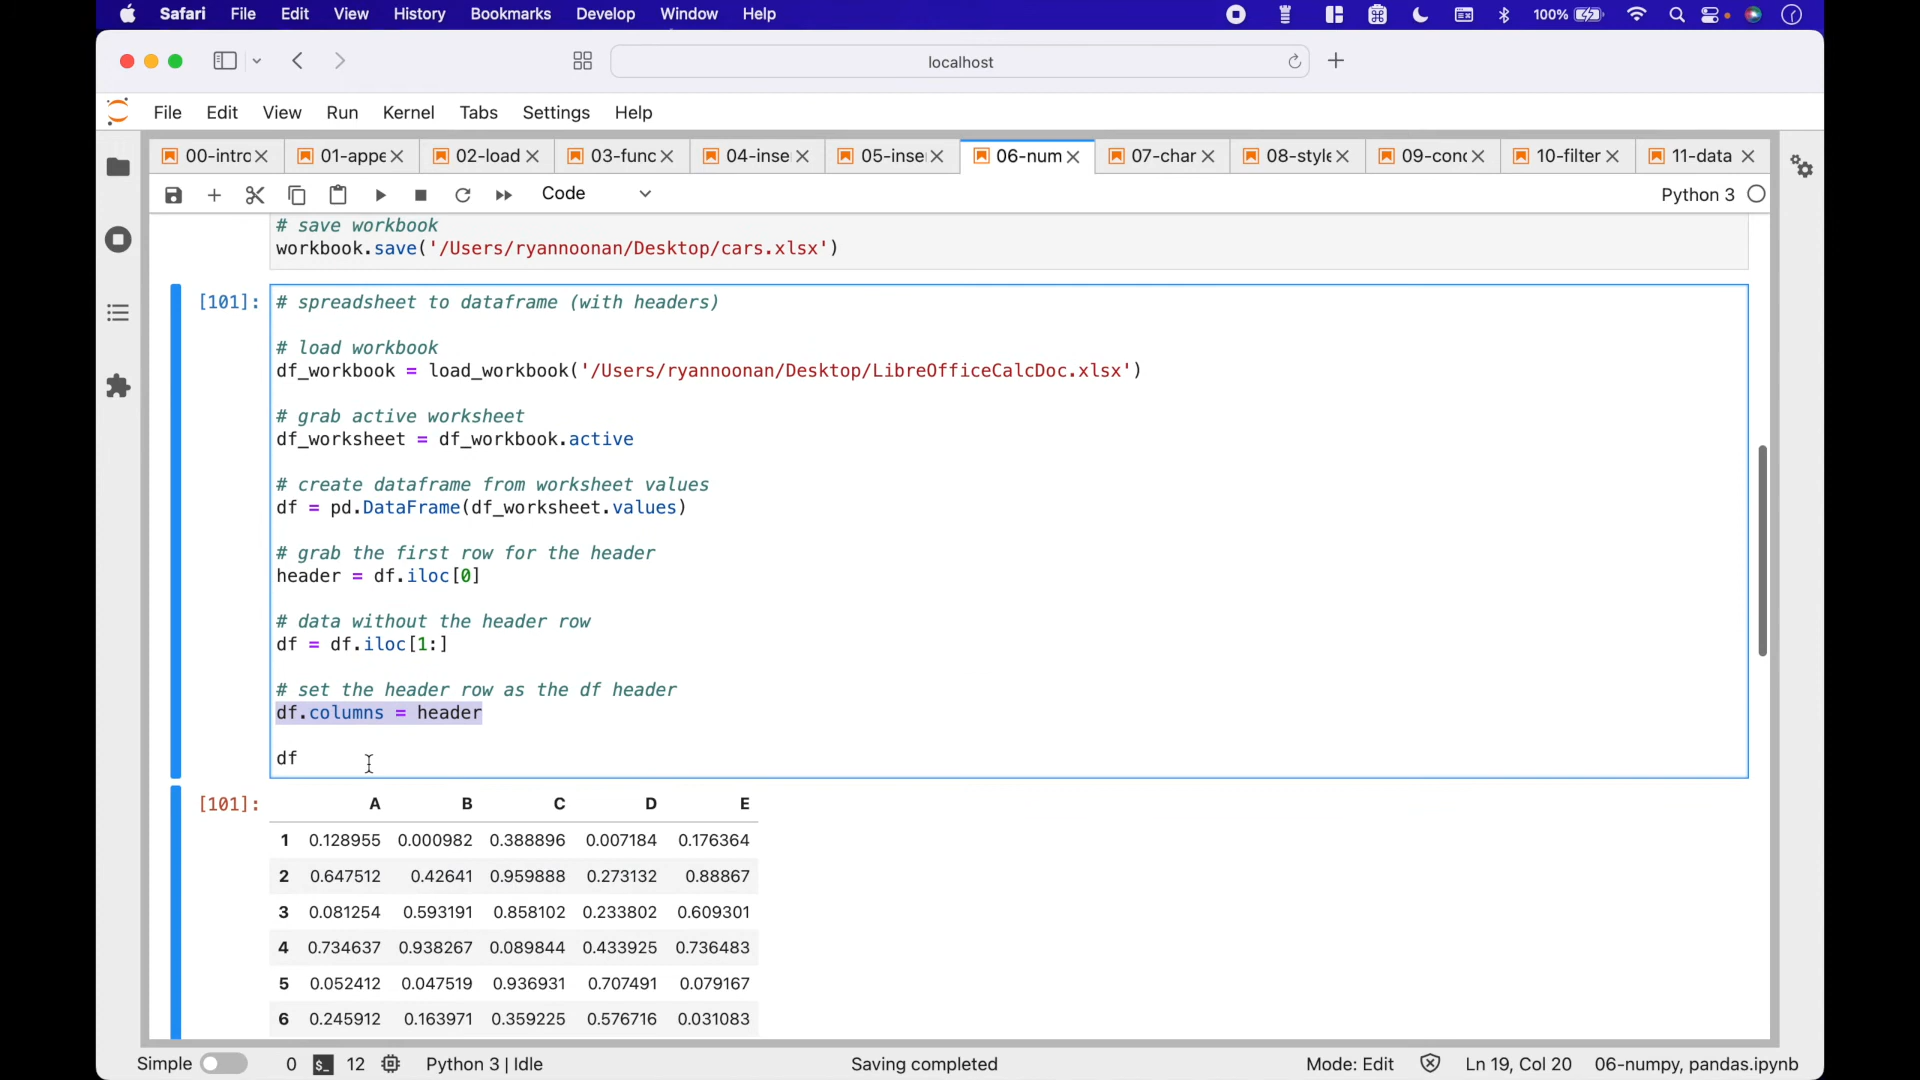 Safari File Edit View History Bookmarks Develop Window Help 100%
localhost
File Edit View Run Kernel Tabs Settings Help
00-intro 01-appe 02-load 03-func 04-inse 05-inse 06-num 07-char 08-style 09-conc 10-filter 11-data
Code Python 3
# save workbook
workbook.save('/Users/ryannoonan/Desktop/cars.xlsx')
[101]: # spreadsheet to dataframe (with headers)
# load workbook
df_workbook = load_workbook('/Users/ryannoonan/Desktop/LibreOfficeCalcDoc.xlsx')
# grab active worksheet
df_worksheet = df_workbook.active
# create dataframe from worksheet values
df = pd.DataFrame(df_worksheet.values)
# grab the first row for the header
header = df.iloc[0]
# data without the header row
df = df.iloc[1:]
# set the header row as the df header
df.columns = header
df
[101]: A B C D E
1 0.128955 0.000982 0.388896 0.007184 0.176364
2 0.647512 0.42641 0.959888 0.273132 0.88867
3 0.081254 0.593191 0.858102 0.233802 0.609301
4 0.734637 0.938267 0.089844 0.433925 0.736483
5 0.052412 0.047519 0.936931 0.707491 0.079167
6 0.245912 0.163971 0.359225 0.576716 0.031083
Simple 0 $_ 12 Python 3 | Idle Saving completed Mode: Edit Ln 19, Col 20 06-numpy, pandas.ipynb